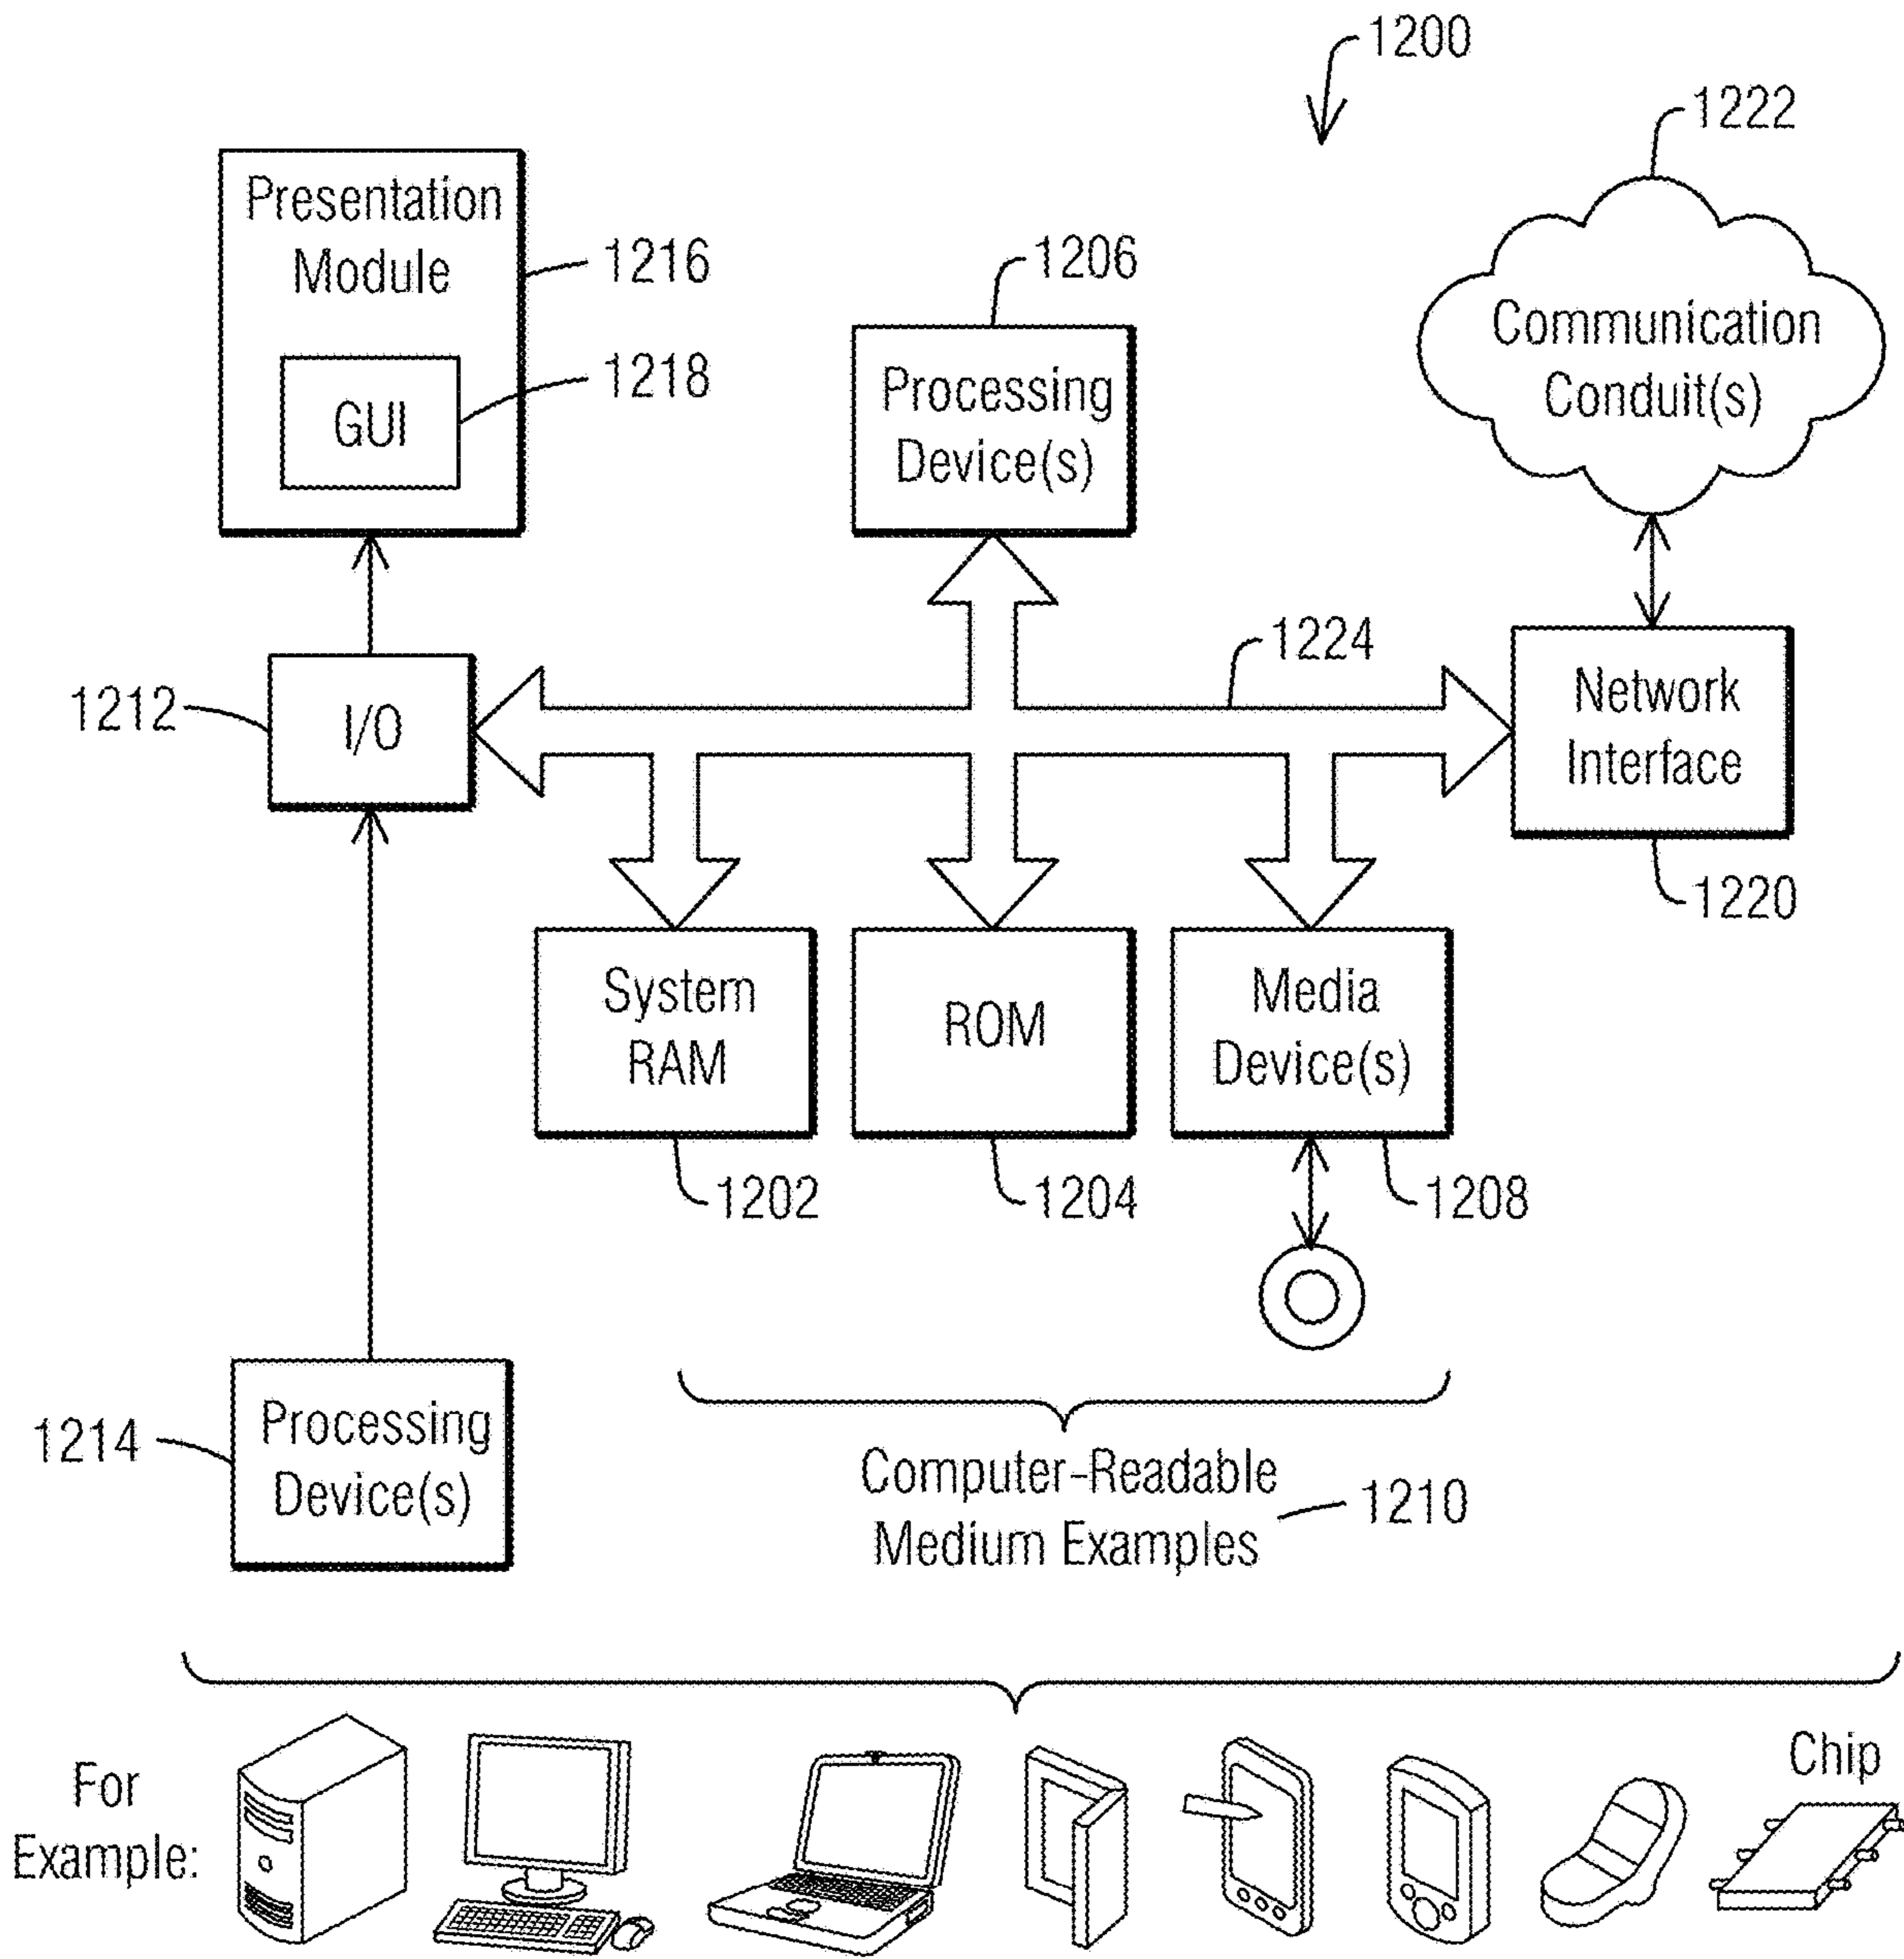 1200
1222
Presentation
Module
1216
GUI
1218
1206
Processing
Device(s)
Communication
Conduit(s)
1212
I/O
1224
Network
Interface
1220
System
RAM
1202
ROM
1204
Media
Device(s)
1208
1214
Processing
Device(s)
Computer-Readable
Medium Examples
1210
For
Example:
Chip